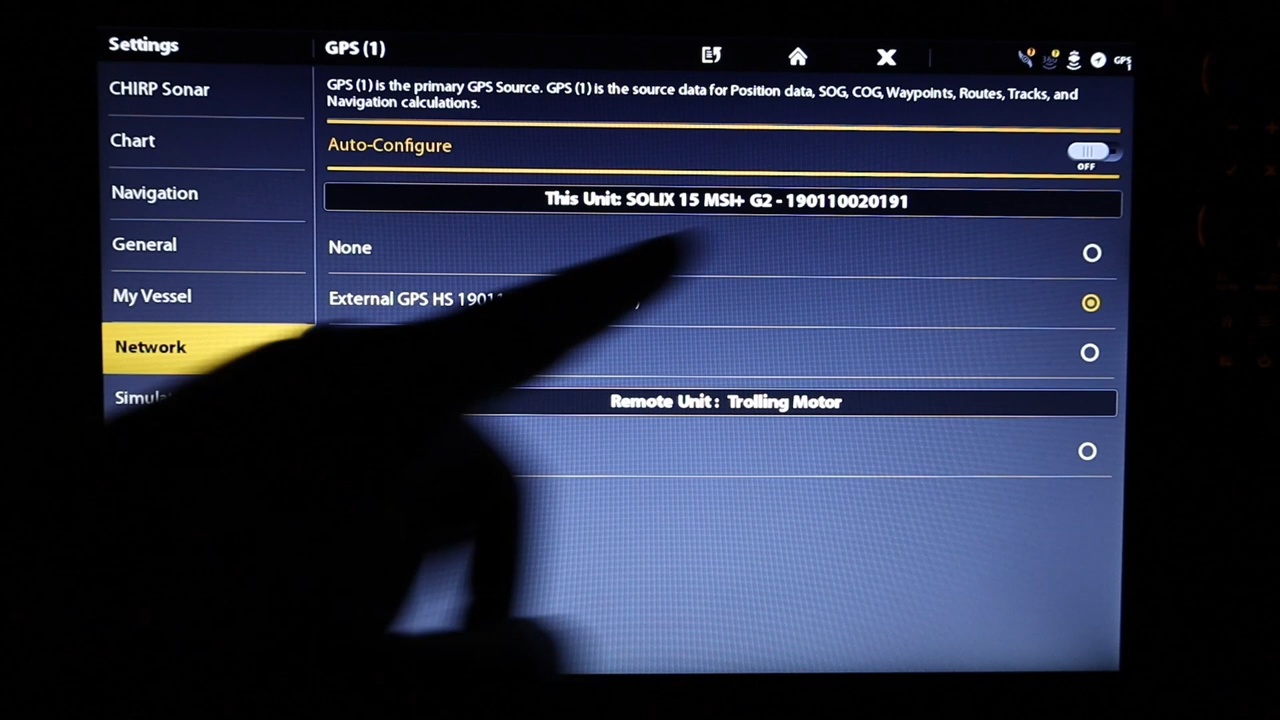 Settings
GPS (1)
GPS
GPS (1) is the primary GPS Source. GPS (1) is the source data for Position data, SOG, COG, Waypoints, Routes, Tracks, and
Navigation calculations.
CHIRP Sonar
Chart
Navigation
General
My Vessel
Network
Auto-Configure
OFF
This Unit: SOLIX 15 MSI+ G2 - 190110020191
None
External GPS HS
Remote Unit : Trolling Motor